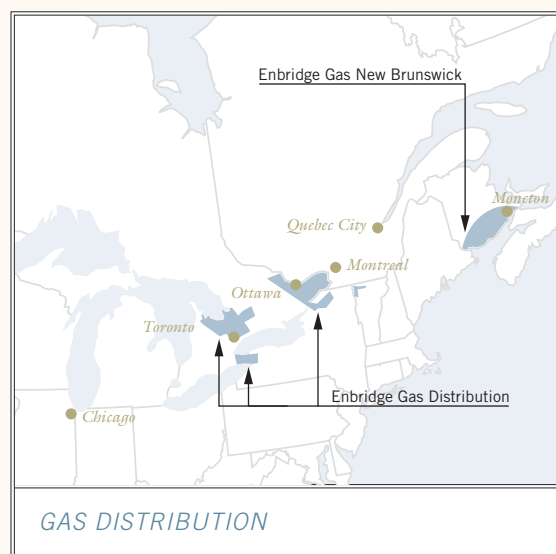 Enbridge Gas New Brunswick
Moncton
Quebec City
Montreal
Ottawa
Toronto
Enbridge Gas Distribution
Chicago
GAS DISTRIBUTION